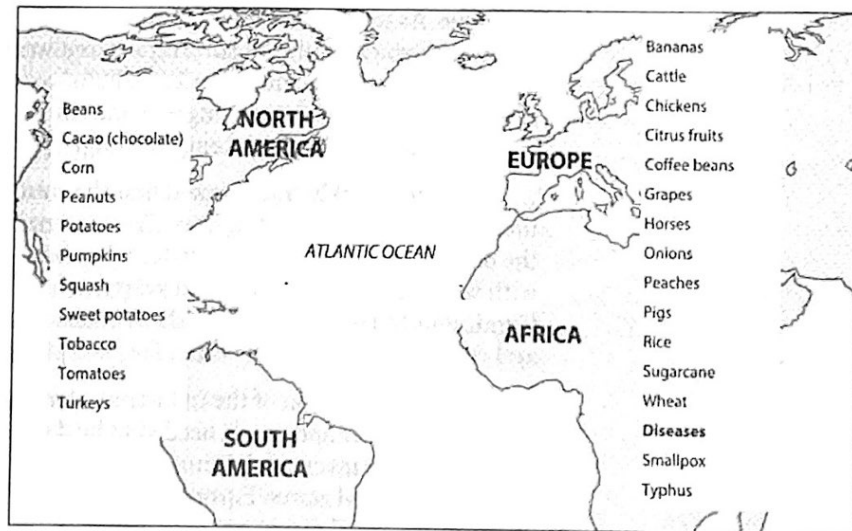 Beans
Cacao (chocolate)
Corn
Peanuts
Potatoes
Pumpkins
Squash
Sweet potatoes
Tobacco
Tomatoes
Turkeys
NORTH
AMERICA
ATLANTIC OCEAN
SOUTH
AMERICA
EUROPE
AFRICA
Bananas
Cattle
Chickens
Citrus fruits
Coffee beans
Grapes
Horses
Onions
Peaches
Pigs
Rice
Sugarcane
Wheat
Diseases
Smallpox
Typhus